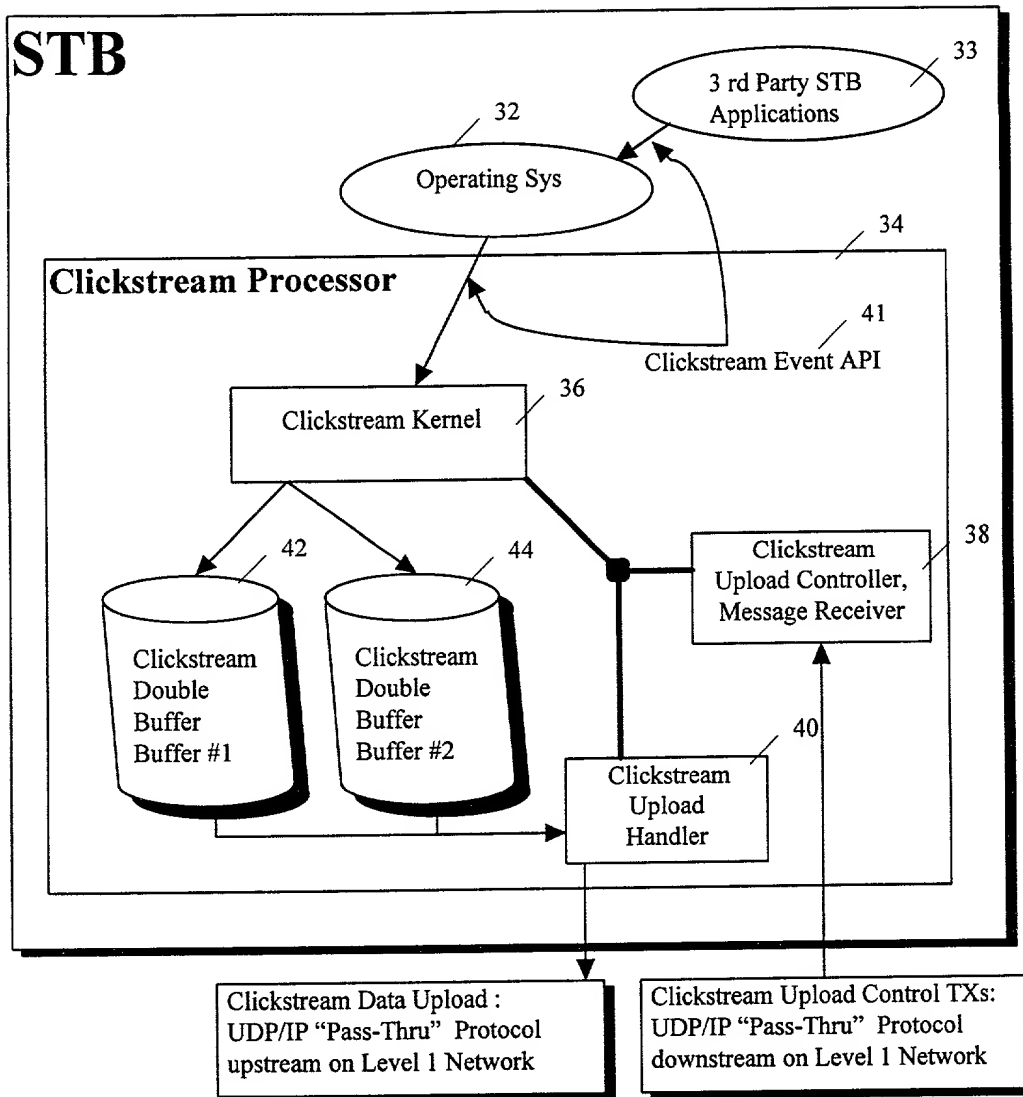 STB
33
3 rd Party STB
Applications
32
Operating Sys
34
Clickstream Processor
41
Clickstream Event API
36
Clickstream Kernel
42
44
38
Clickstream
Upload Controller,
Message Receiver
Clickstream
Double
Buffer
Buffer #1
Clickstream
Double
Buffer
Buffer #2
40
Clickstream
Upload
Handler
Clickstream Data Upload :
UDP/IP “Pass-Thru” Protocol
upstream on Level 1 Network
Clickstream Upload Control TXs:
UDP/IP “Pass-Thru” Protocol
downstream on Level 1 Network